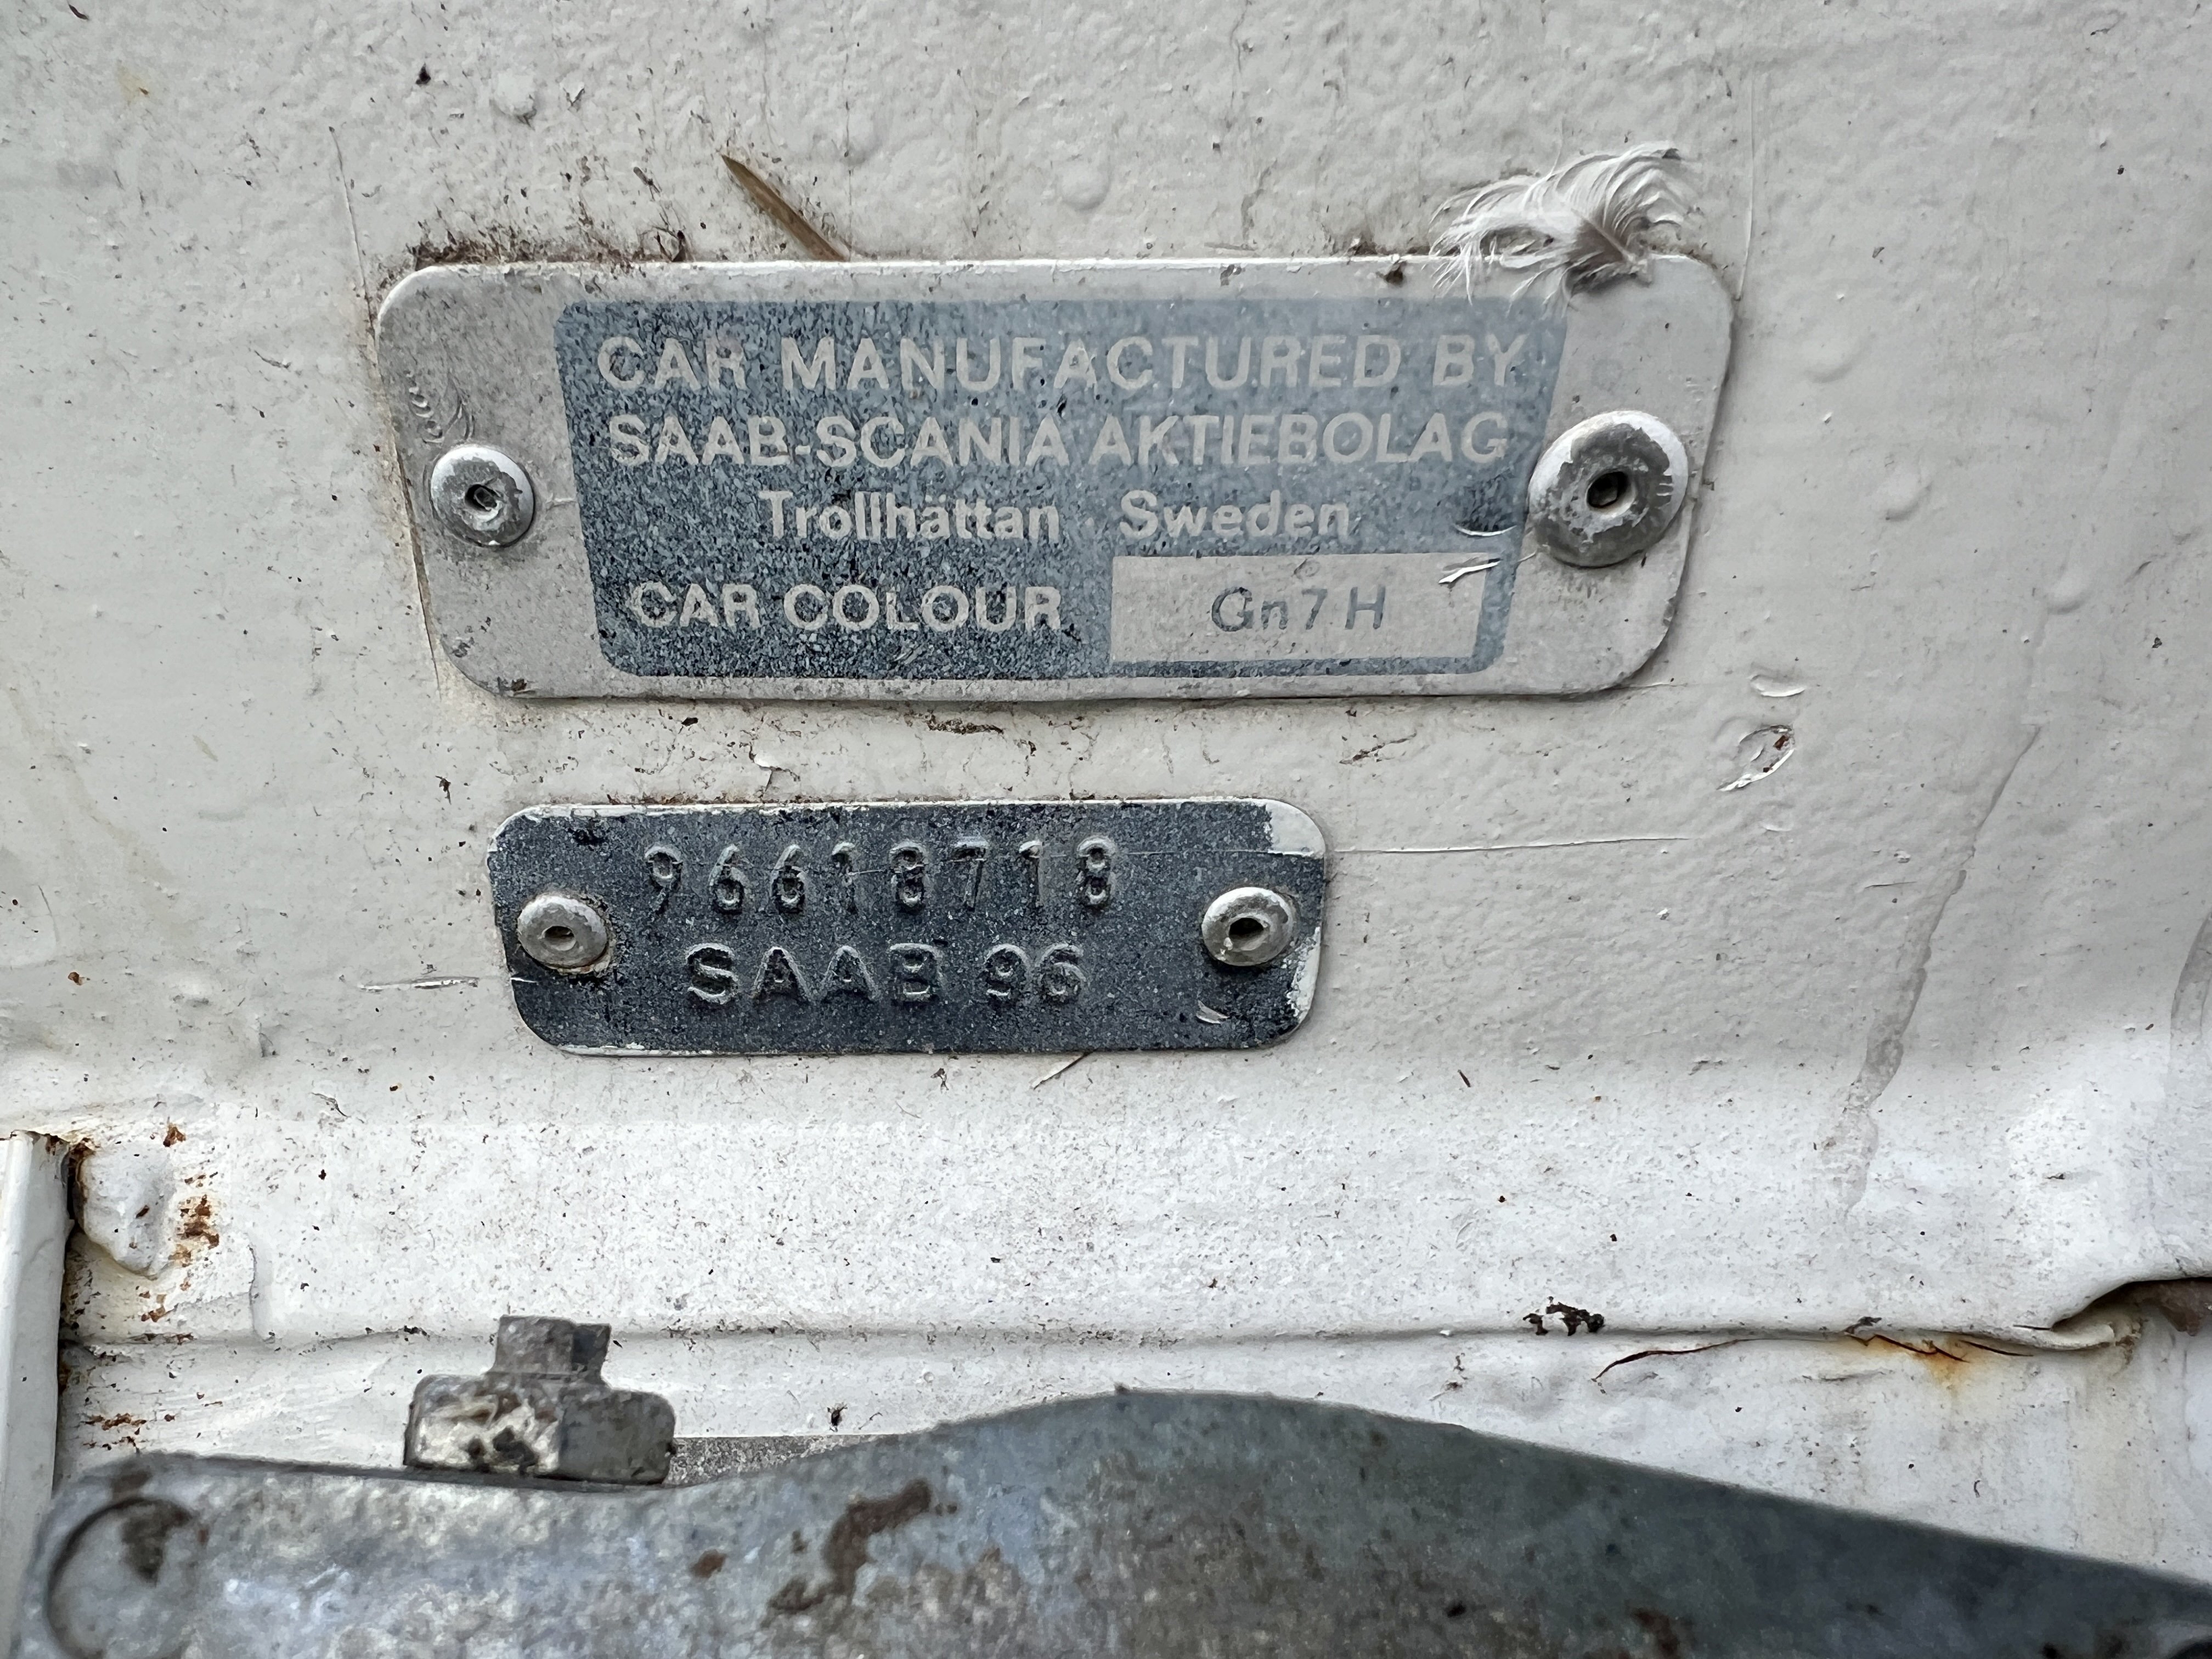 CAR MANUFACTURED BY
SAAB-SCANIA AKTIEBOLAG
Trollhättan · Sweden
CAR COLOUR Gn7H
96618718
SAAB 96